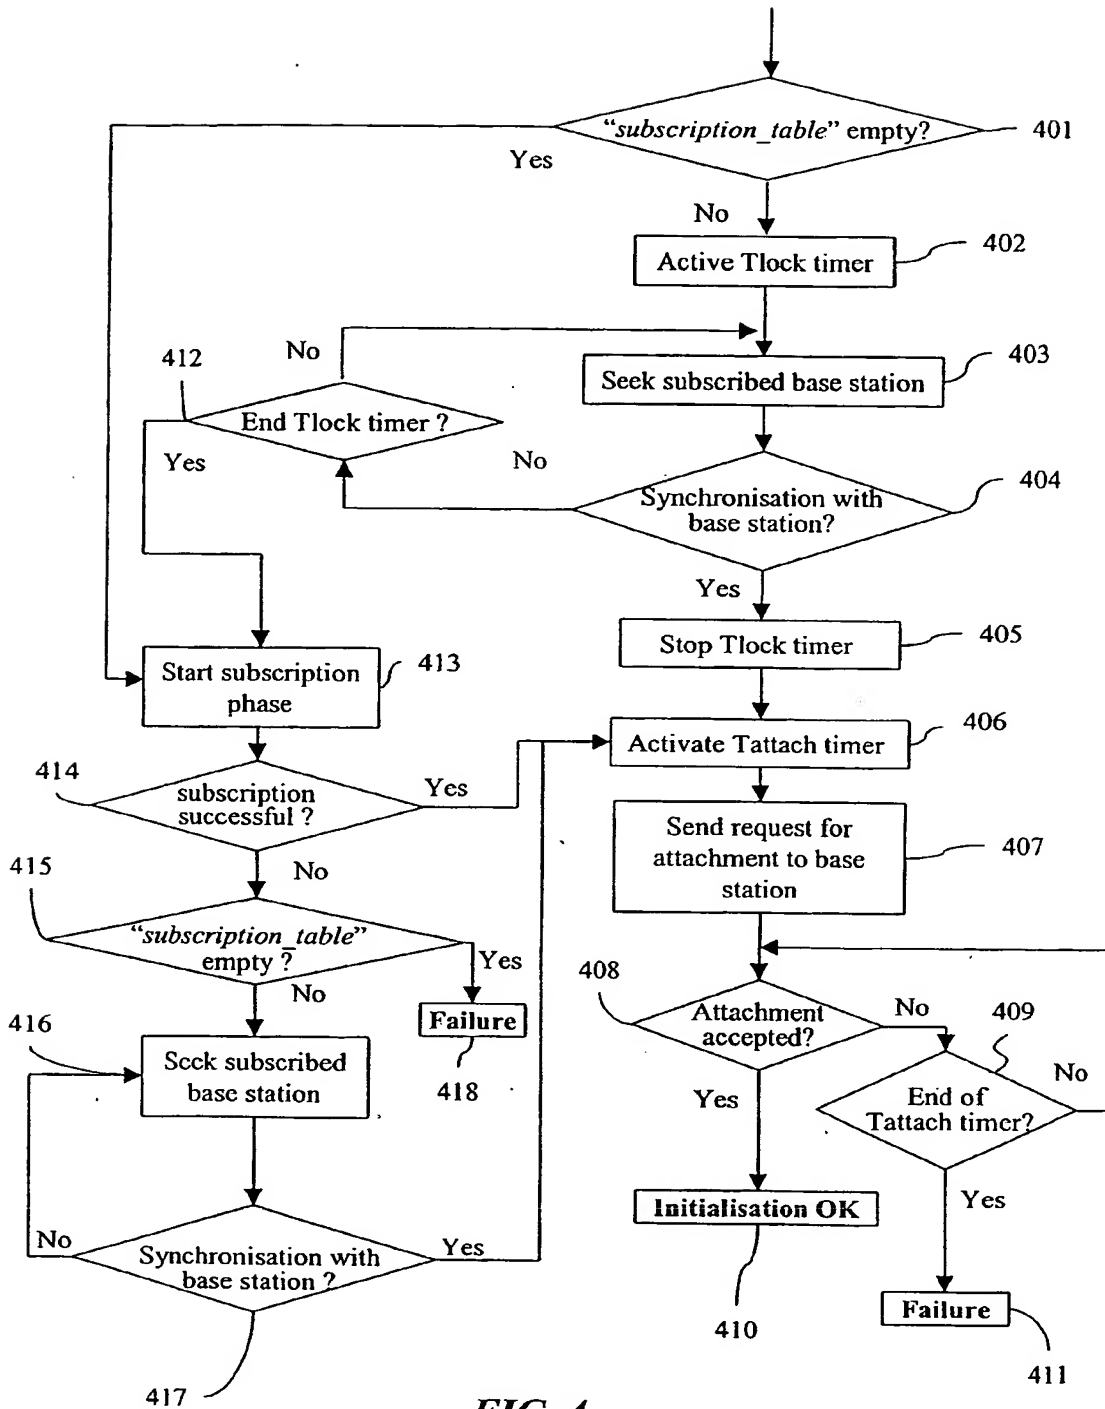 "subscription_table" empty?
401
Yes
No
402
Active Tlock timer
No
412
403
Seek subscribed base station
End Tlock timer ?
Yes
No
404
Synchronisation with
base station?
Yes
405
Stop Tlock timer
Start subscription
phase
413
406
Activate Tattach timer
414
subscription
successful ?
Yes
Send request for
attachment to base
station
407
No
415
"subscription_table"
empty ?
Yes
No
408
Attachment
accepted?
No
409
416
Failure
418
Seek subscribed
base station
Yes
End of
Tattach timer?
No
Initialisation OK
Yes
No
Synchronisation with
base station ?
Yes
410
Failure
411
417
FIG. 4